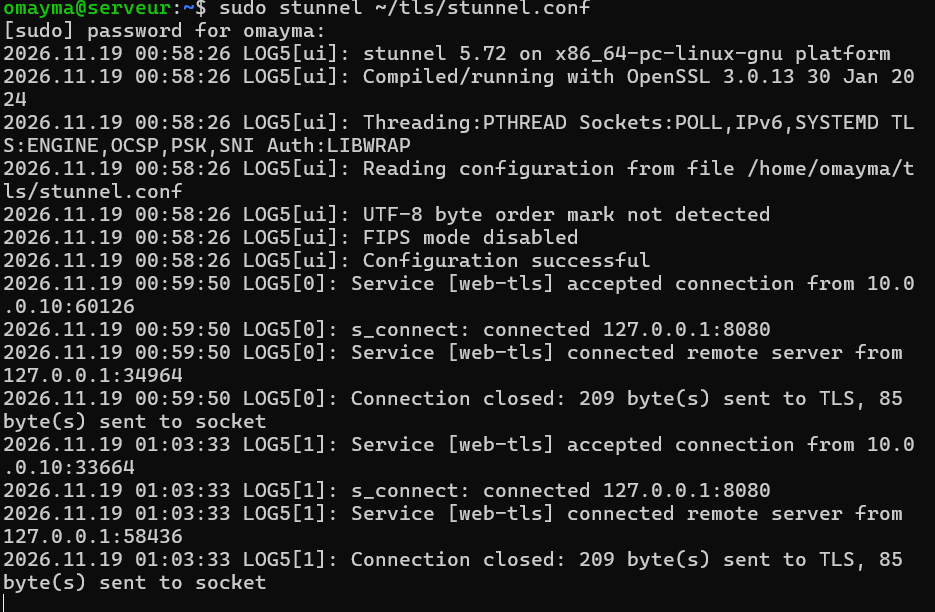 omayma@serveur:~$ sudo stunnel ~/tls/stunnel.conf
[sudo] password for omayma:
2026.11.19 00:58:26 LOG5[ui]: stunnel 5.72 on x86_64-pc-linux-gnu platform
2026.11.19 00:58:26 LOG5[ui]: Compiled/running with OpenSSL 3.0.13 30 Jan 20
24
2026.11.19 00:58:26 LOG5[ui]: Threading:PTHREAD Sockets:POLL,IPv6,SYSTEMD TL
S:ENGINE,OCSP,PSK,SNI Auth:LIBWRAP
2026.11.19 00:58:26 LOG5[ui]: Reading configuration from file /home/omayma/t
ls/stunnel.conf
2026.11.19 00:58:26 LOG5[ui]: UTF-8 byte order mark not detected
2026.11.19 00:58:26 LOG5[ui]: FIPS mode disabled
2026.11.19 00:58:26 LOG5[ui]: Configuration successful
2026.11.19 00:59:50 LOG5[0]: Service [web-tls] accepted connection from 10.0
.0.10:60126
2026.11.19 00:59:50 LOG5[0]: s_connect: connected 127.0.0.1:8080
2026.11.19 00:59:50 LOG5[0]: Service [web-tls] connected remote server from
127.0.0.1:34964
2026.11.19 00:59:50 LOG5[0]: Connection closed: 209 byte(s) sent to TLS, 85
byte(s) sent to socket
2026.11.19 01:03:33 LOG5[1]: Service [web-tls] accepted connection from 10.0
.0.10:33664
2026.11.19 01:03:33 LOG5[1]: s_connect: connected 127.0.0.1:8080
2026.11.19 01:03:33 LOG5[1]: Service [web-tls] connected remote server from
127.0.0.1:58436
2026.11.19 01:03:33 LOG5[1]: Connection closed: 209 byte(s) sent to TLS, 85
byte(s) sent to socket